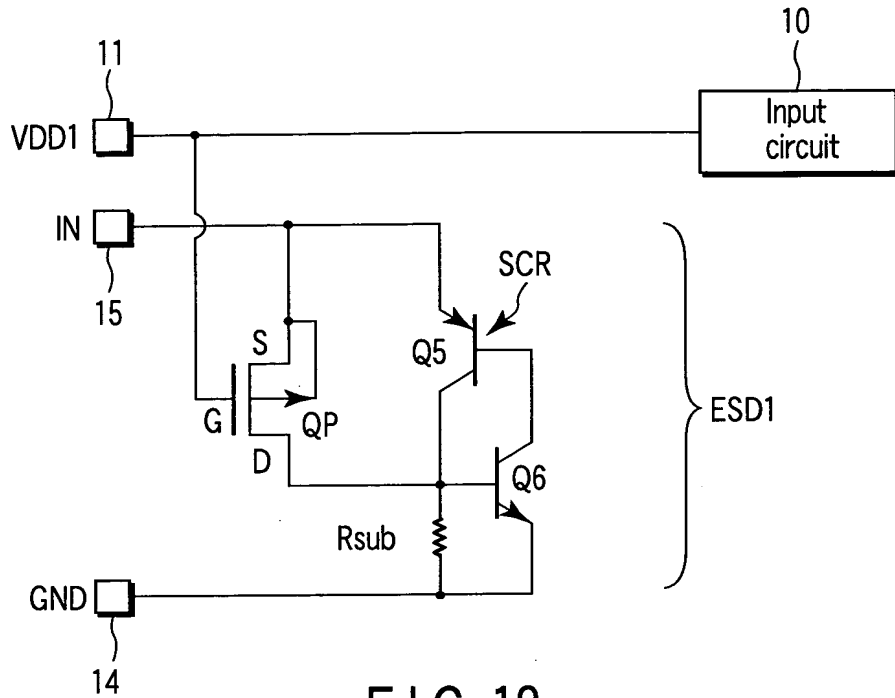 10
11
VDD1
Input
circuit
IN
15
SCR
S
Q5
G
QP
ESD1
D
Q6
Rsub
GND
14